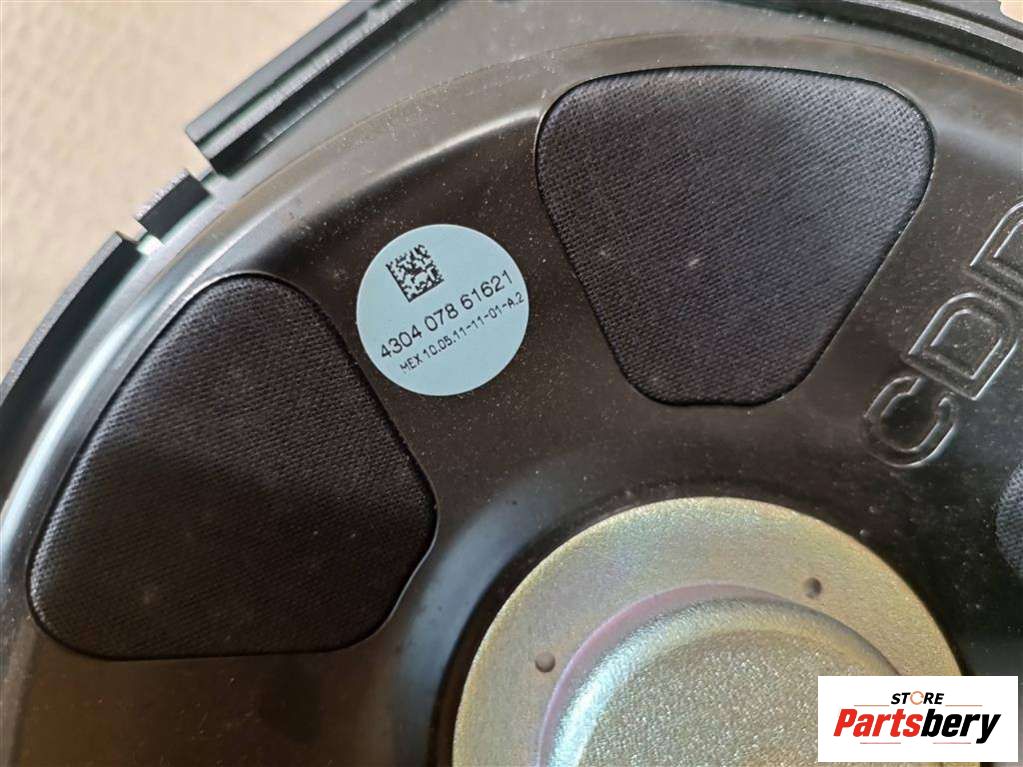 4304 078 61621
MEX 10.05.11-11-01-A.2
STORE
Partsbery